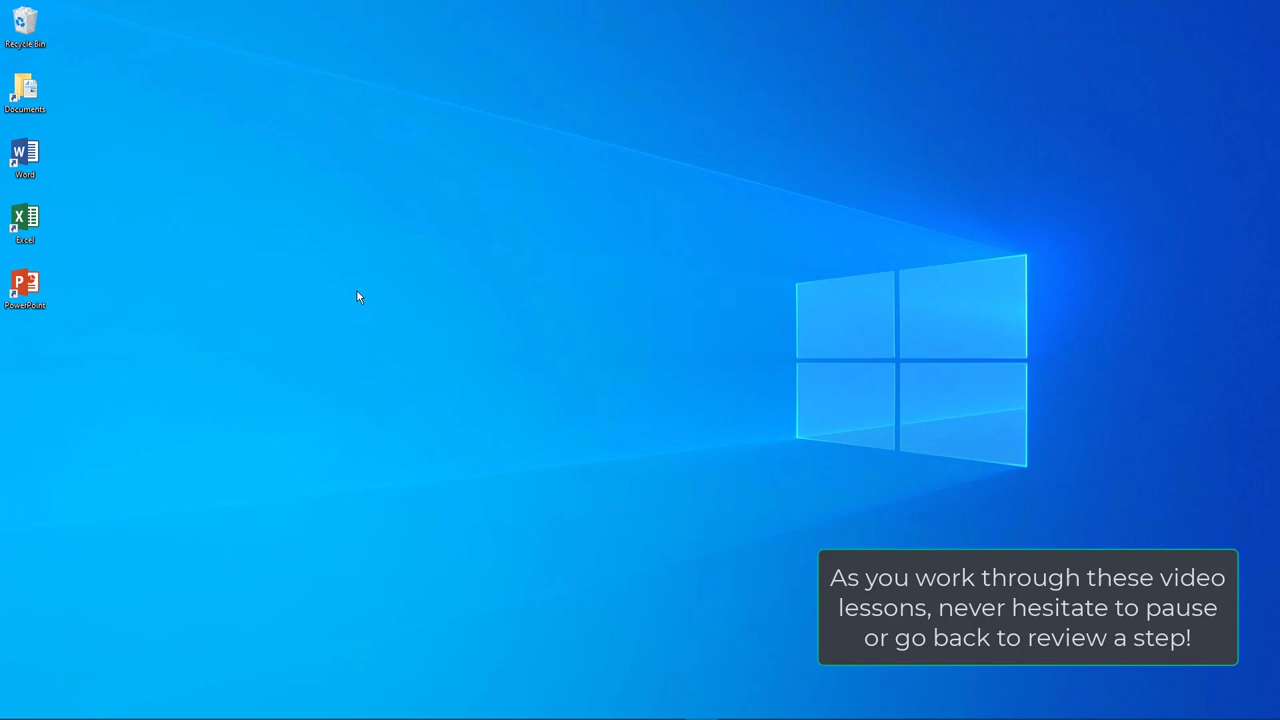 Recycle Bin
Documents
Word
Excel
PowerPoint
As you work through these video
lessons, never hesitate to pause
or go back to review a step!